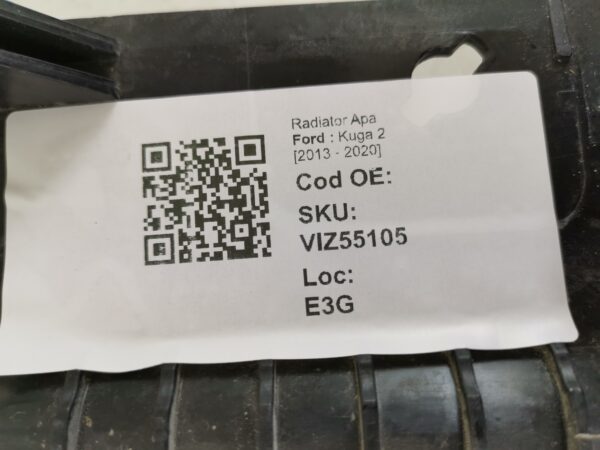 Radiator Apa
Ford : Kuga 2
[2013 - 2020]
Cod OE:
SKU:
VIZ55105
Loc:
E3G